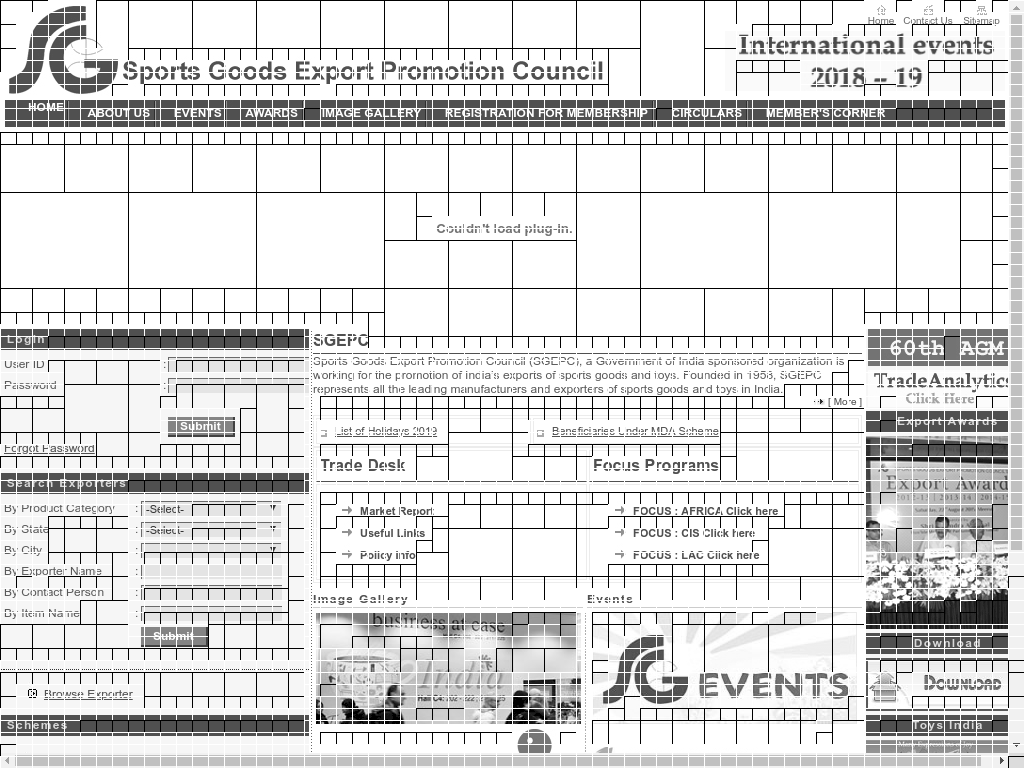 Home Contact Us Sitemap
SG Sports Goods Export Promotion Council
International events
2018 -- 19
HOME ABOUT US EVENTS AWARDS IMAGE GALLERY REGISTRATION FOR MEMBERSHIP CIRCULARS MEMBER'S CORNER
Couldn't load plug-in.
Login
User ID :
Password :
Submit
Forgot Password
Search Exporters
By Product Category : -Select-
By State : -Select-
By City :
By Exporter Name :
By Contact Person :
By Item Name :
Submit
Browse Exporter
Schemes
SGEPC
Sports Goods Export Promotion Council (SGEPC), a Government of India sponsored organization is
working for the promotion of india's exports of sports goods and toys. Founded in 1958, SGEPC
represents all the leading manufacturers and exporters of sports goods and toys in India.
[ More ]
List of Holidays 2019 Beneficiaries Under MDA Scheme
Trade Desk
Market Report
Useful Links
Policy info
Focus Programs
FOCUS : AFRICA Click here
FOCUS : CIS Click here
FOCUS : LAC Click here
Image Gallery
business at ease
India
Events
SG EVENTS
60th AGM
TradeAnalytics
Click Here
Export Awards
Export Award
Download
DOWNLOAD
Toys India